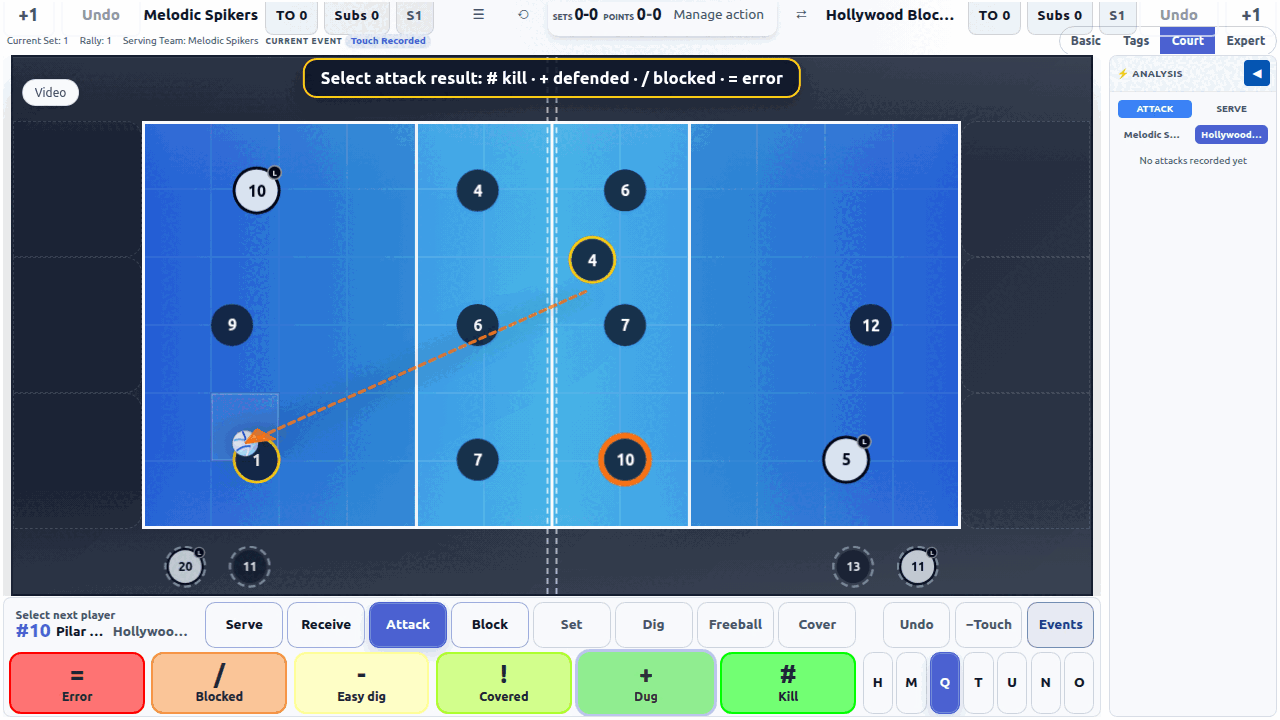 +1 Undo Melodic Spikers TO 0 Subs 0 S1 ☰ SETS 0-0 POINTS 0-0 Manage action ⇄ Hollywood Bloc... TO 0 Subs 0 S1 Undo +1
Current Set: 1 Rally: 1 Serving Team: Melodic Spikers CURRENT EVENT Touch Recorded
Basic Tags Court Expert
Video
Select attack result: # kill · + defended · / blocked · = error
⚡ ANALYSIS ◀
ATTACK SERVE
Melodic S... Hollywood...
No attacks recorded yet
10 L 4 6
4
9 6 7 12
1 7 10 5 L
20 L 11 13 11 L
Select next player
#10 Pilar ... Hollywoo...
Serve Receive Attack Block Set Dig Freeball Cover Undo −Touch Events
= / - ! + #
Error Blocked Easy dig Covered Dug Kill
H M Q T U N O